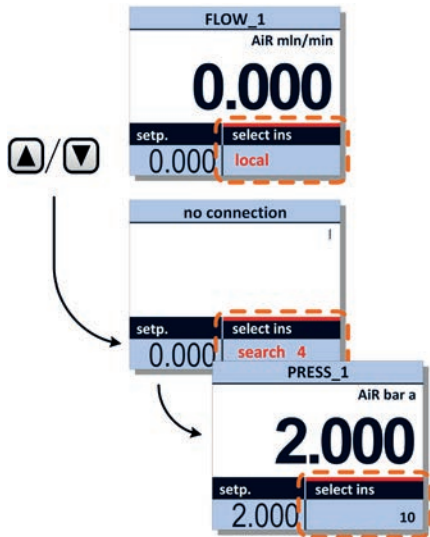 FLOW_1
AiR mln/min
0.000
setp. select ins
0.000 local
▲/▼
no connection
setp. select ins
0.000 search 4
PRESS_1
AiR bar a
2.000
setp. select ins
2.000 10